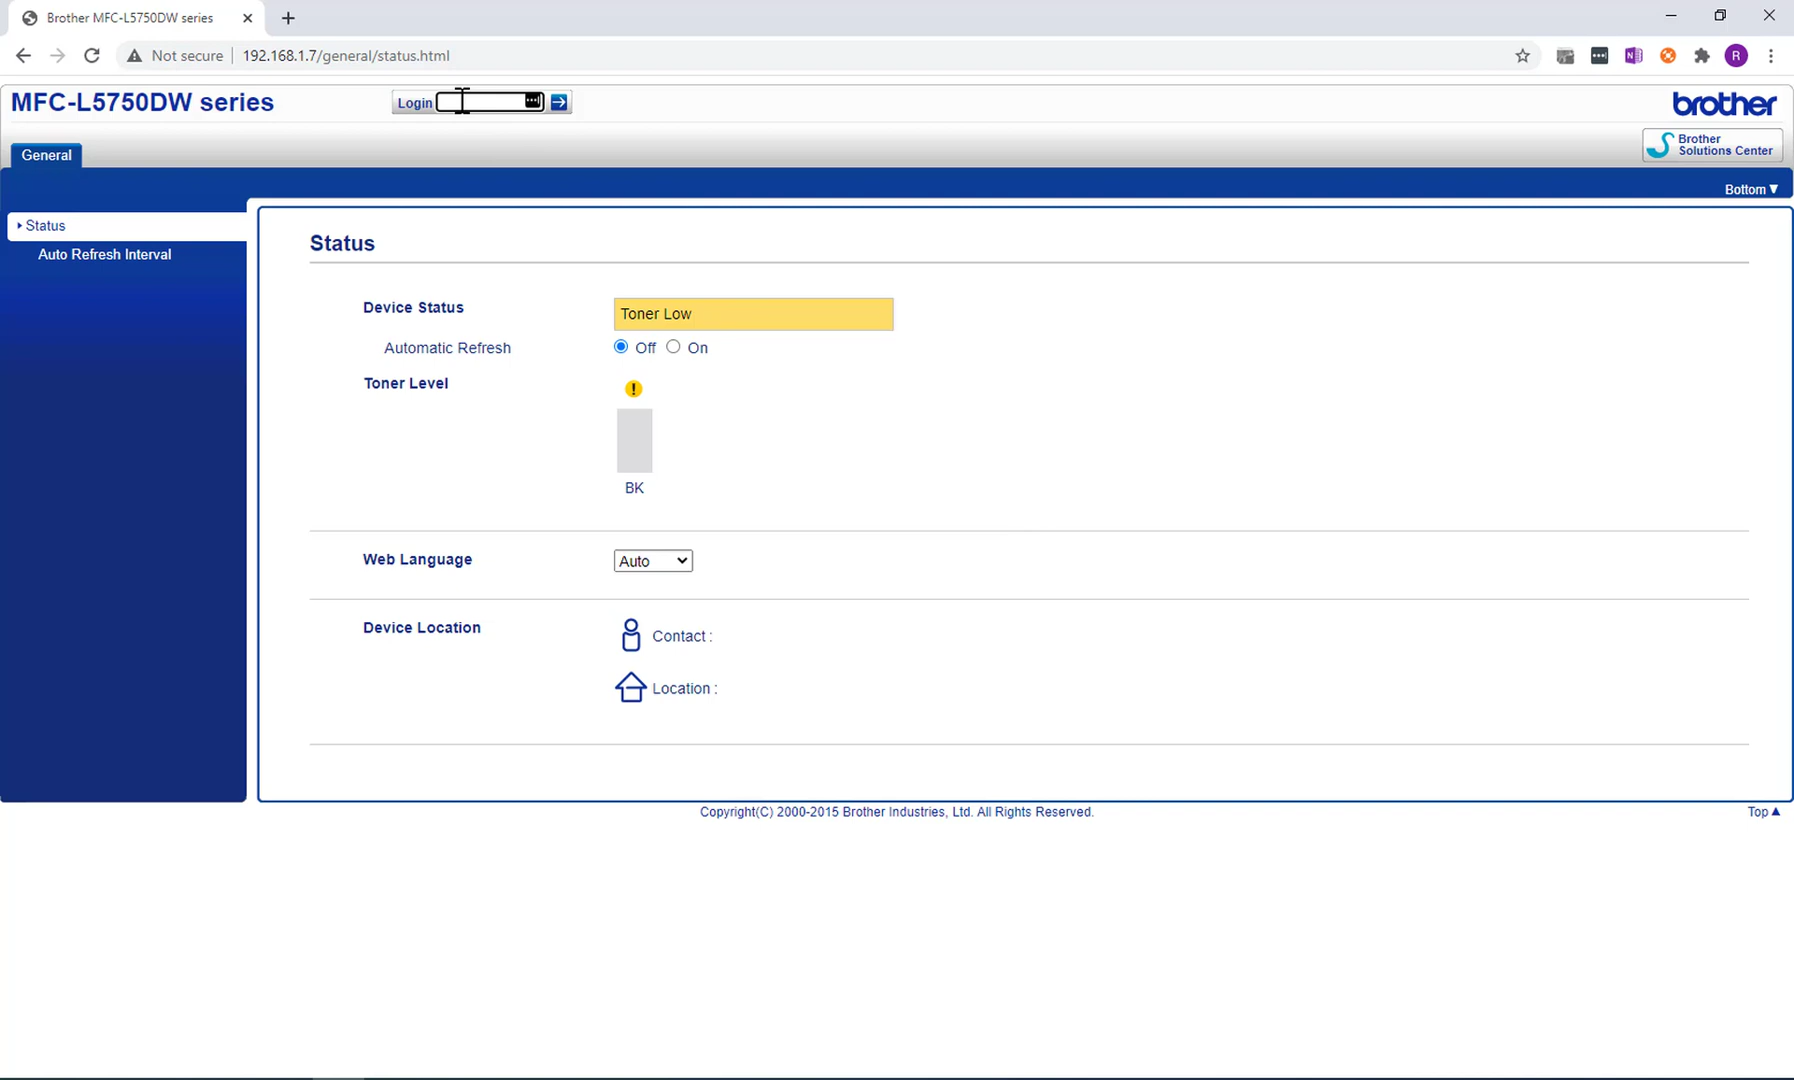 Brother MFC-L5750DW series
Not secure 192.168.1.7/general/status.html
R
MFC-L5750DW series
Login
brother
Brother
Solutions Center
General
Bottom▼
Status
Auto Refresh Interval
Status
Device Status
Toner Low
Automatic Refresh
Off On
Toner Level
!
BK
Web Language
Auto
Device Location
Contact :
Location :
Copyright(C) 2000-2015 Brother Industries, Ltd. All Rights Reserved.
Top▲